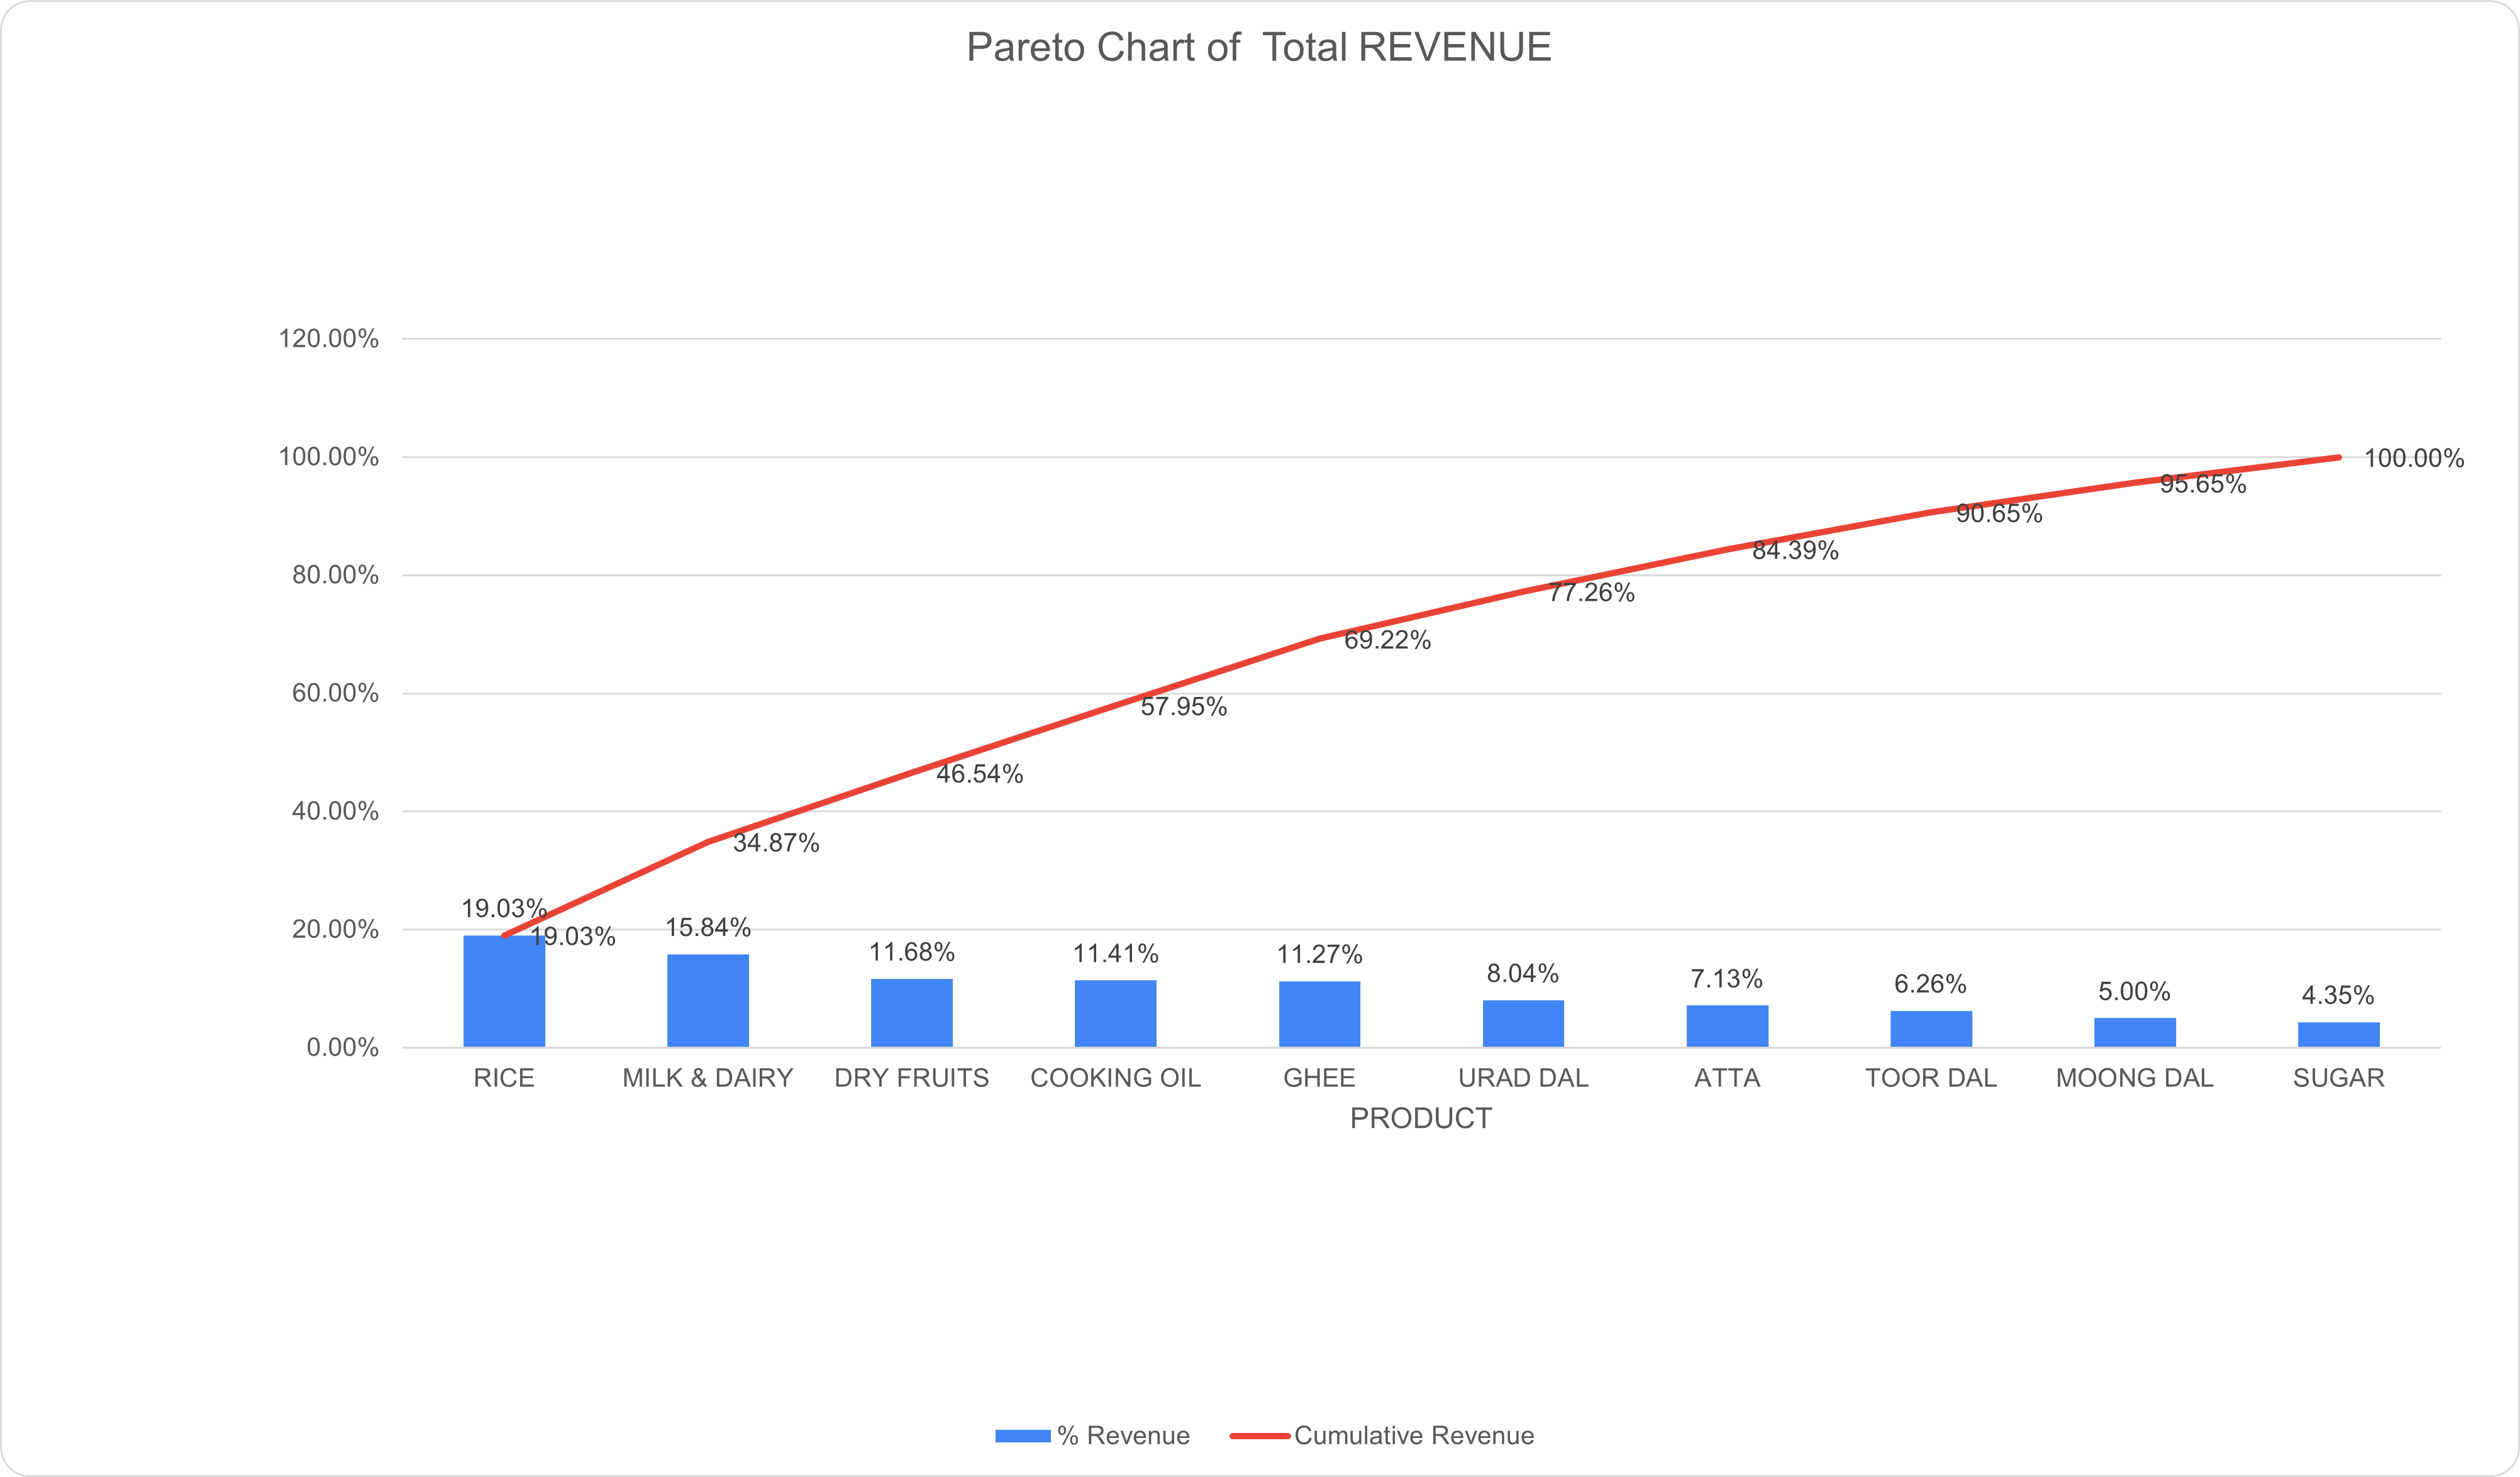 Pareto Chart of  Total REVENUE
120.00%
100.00%
80.00%
60.00%
40.00%
20.00%
0.00%
19.03%
34.87%
46.54%
57.95%
69.22%
77.26%
84.39%
90.65%
95.65%
100.00%
19.03%
15.84%
11.68%
11.41%
11.27%
8.04%
7.13%
6.26%
5.00%
4.35%
RICE
MILK & DAIRY
DRY FRUITS
COOKING OIL
GHEE
URAD DAL
ATTA
TOOR DAL
MOONG DAL
SUGAR
PRODUCT
% Revenue
Cumulative Revenue